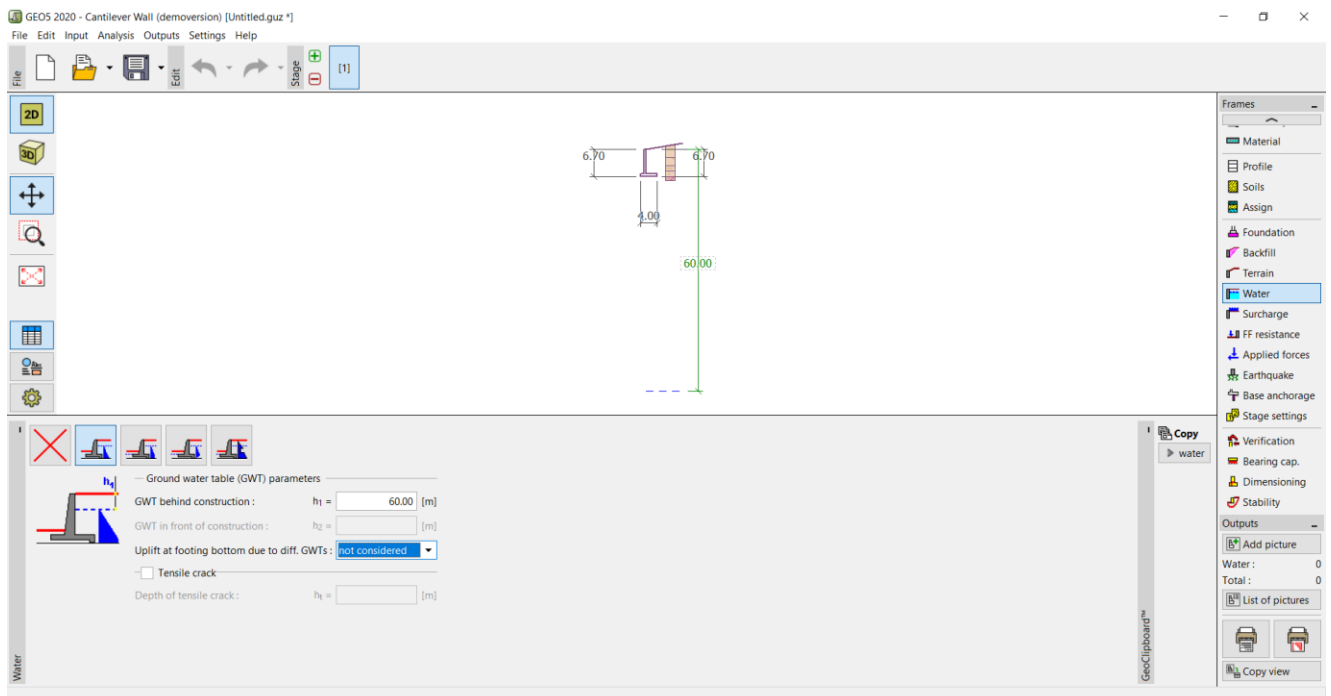 GEO5 2020 - Cantilever Wall (demoversion) [Untitled.guz *]
File Edit Input Analysis Outputs Settings Help
File
Edit
Stage
[1]
2D
3D
6.70
6.70
4.00
60.00
Frames
Material
Profile
Soils
Assign
Foundation
Backfill
Terrain
Water
Surcharge
FF resistance
Applied forces
Earthquake
Base anchorage
Stage settings
Verification
Bearing cap.
Dimensioning
Stability
Outputs
Add picture
Water : 0
Total : 0
List of pictures
Copy view
Water
h1
Ground water table (GWT) parameters
GWT behind construction : h1 = 60.00 [m]
GWT in front of construction : h2 = [m]
Uplift at footing bottom due to diff. GWTs : not considered
Tensile crack
Depth of tensile crack : ht = [m]
GeoClipboard™
Copy
water